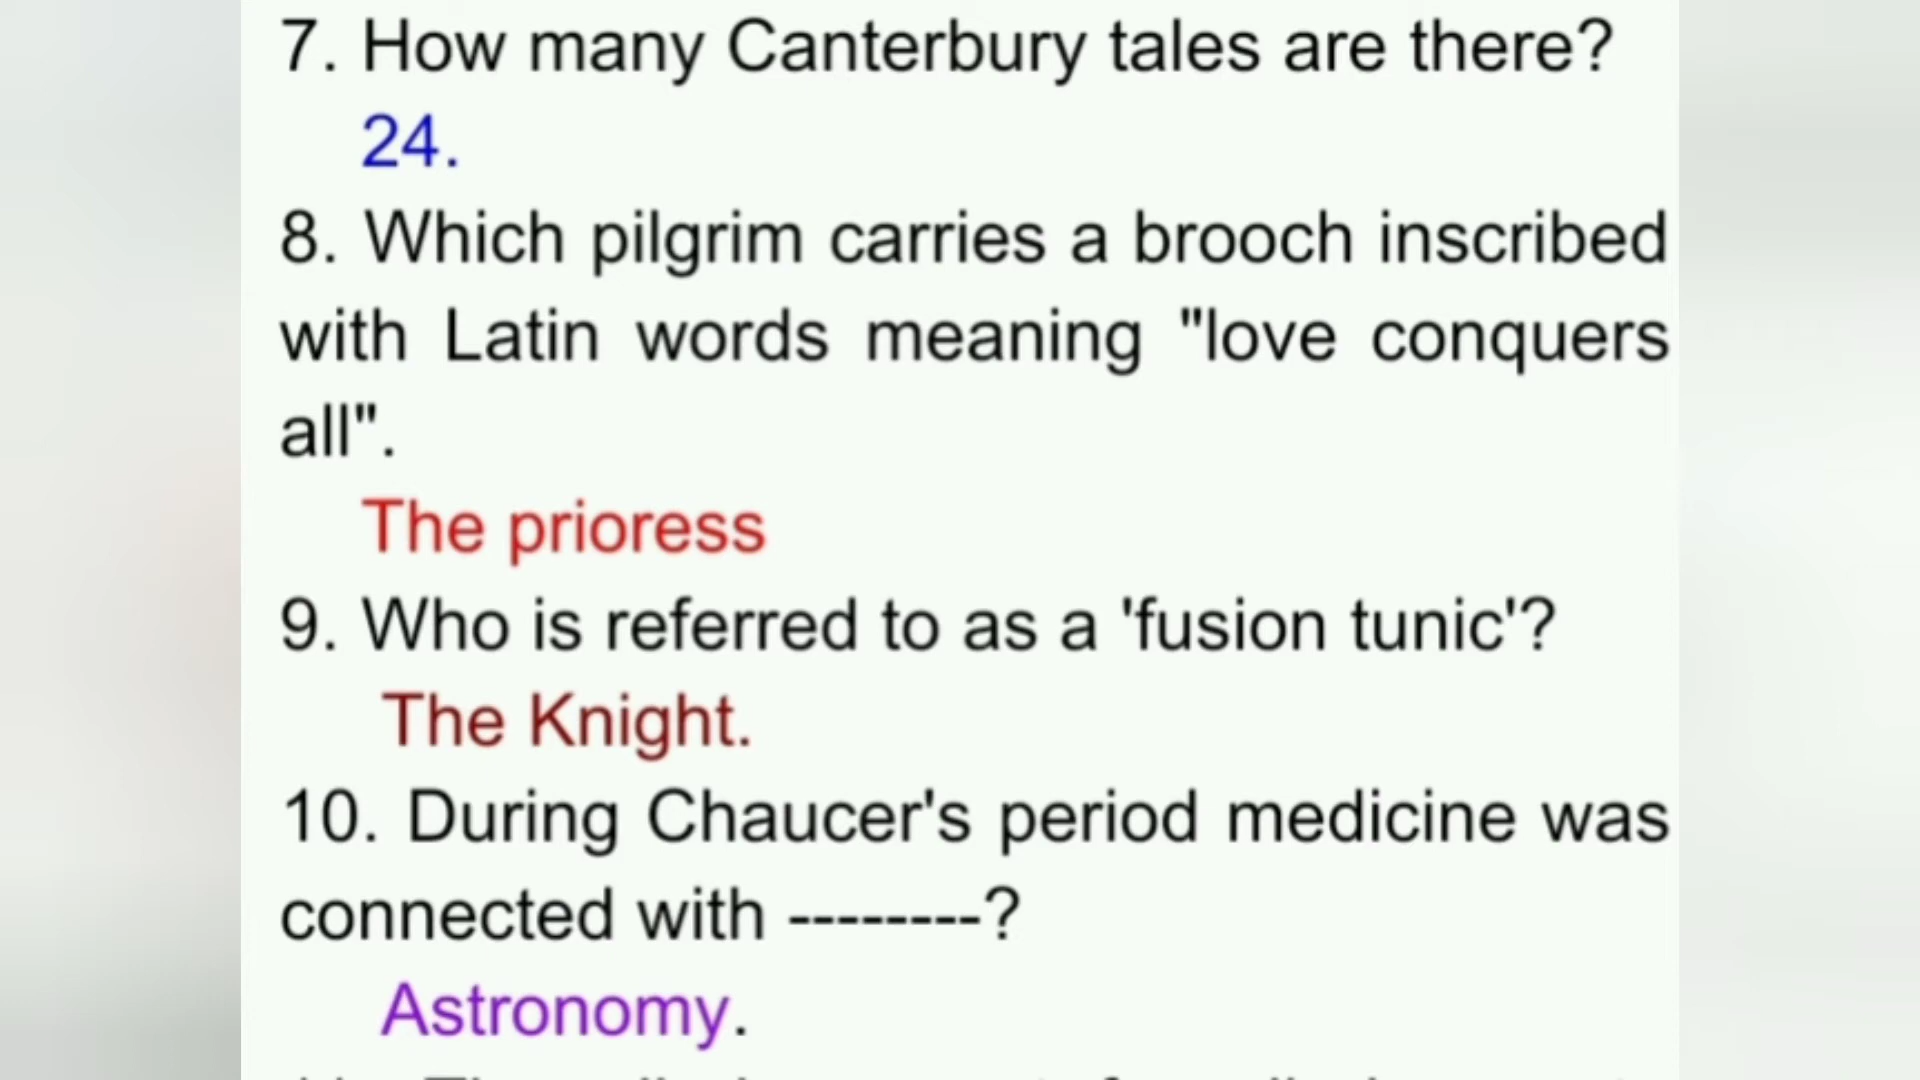 7. How many Canterbury tales are there?
24.
8. Which pilgrim carries a brooch inscribed
with Latin words meaning "love conquers
all".
The prioress
9. Who is referred to as a 'fusion tunic'?
The Knight.
10. During Chaucer's period medicine was
connected with --------?
Astronomy.